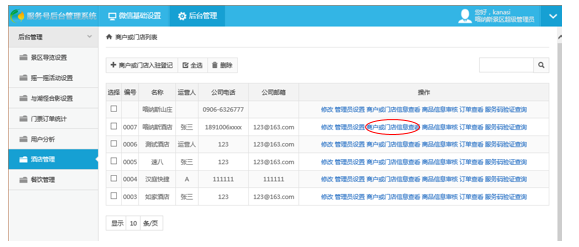 服务号后台管理系统 微信基础设置 后台管理 您好，kanasi
喀纳斯景区超级管理员
后台管理
商户或门店列表
景区导览设置
商户或门店入驻登记 全选 删除
摇一摇活动设置
选择 编号 名称 运营人 公司电话 公司邮箱 操作
与湖怪合影设置
喀纳斯山庄 0906-6326777 修改 管理员设置 商户或门店信息查看 商品信息审核 订单查看 服务码验证查询
门票订单统计
0007 喀纳斯酒店 张三 1891006xxxx 123@163.com 修改 管理员设置 商户或门店信息查看 商品信息审核 订单查看 服务码验证查询
用户分析
0006 测试酒店 运营人 123 123@163.com 修改 管理员设置 商户或门店信息查看 商品信息审核 订单查看 服务码验证查询
酒店管理
0005 速八 张三 123 123@163.com 修改 管理员设置 商户或门店信息查看 商品信息审核 订单查看 服务码验证查询
餐饮管理
0004 汉庭快捷 A 111111 111111 修改 管理员设置 商户或门店信息查看 商品信息审核 订单查看 服务码验证查询
0003 如家酒店 张三 123 123@163.com 修改 管理员设置 商户或门店信息查看 商品信息审核 订单查看 服务码验证查询
显示 10 条/页